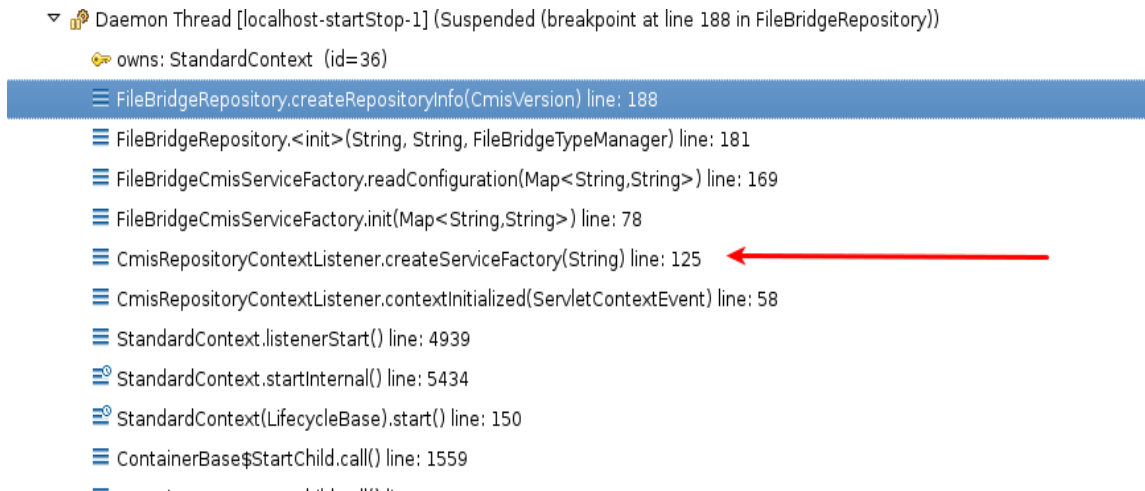 Daemon Thread [localhost-startStop-1] (Suspended (breakpoint at line 188 in FileBridgeRepository))
owns: StandardContext (id=36)
FileBridgeRepository.createRepositoryInfo(CmisVersion) line: 188
FileBridgeRepository.<init>(String, String, FileBridgeTypeManager) line: 181
FileBridgeCmisServiceFactory.readConfiguration(Map<String,String>) line: 169
FileBridgeCmisServiceFactory.init(Map<String,String>) line: 78
CmisRepositoryContextListener.createServiceFactory(String) line: 125
CmisRepositoryContextListener.contextInitialized(ServletContextEvent) line: 58
StandardContext.listenerStart() line: 4939
StandardContext.startInternal() line: 5434
StandardContext(LifecycleBase).start() line: 150
ContainerBase$StartChild.call() line: 1559